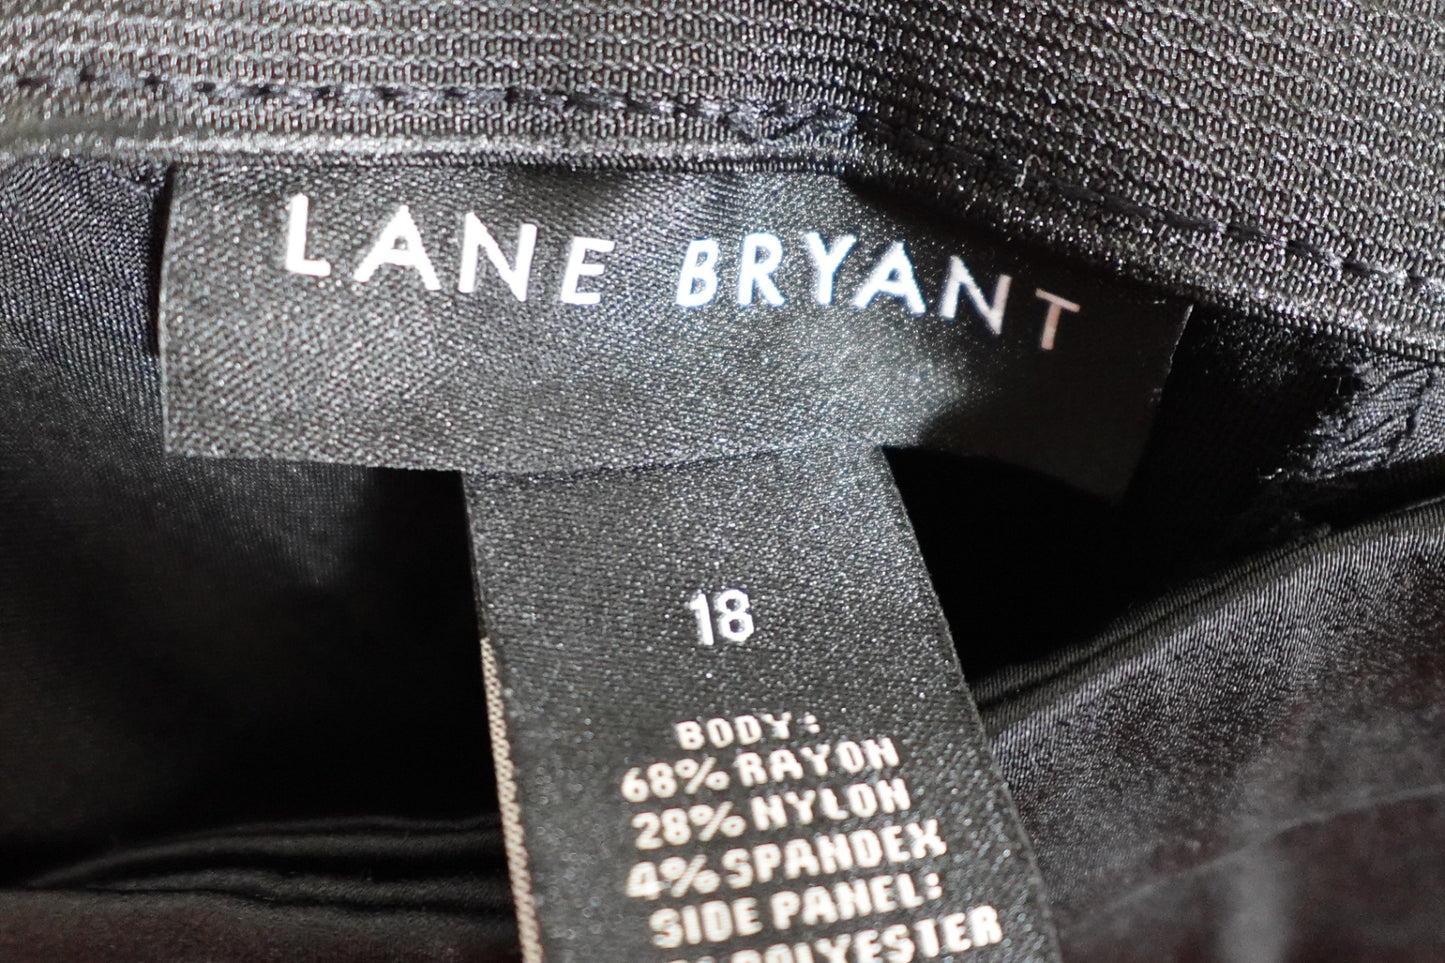 LANE BRYANT
18
BODY:
68% RAYON
28% NYLON
4% SPANDEX
SIDE PANEL:
POLYESTER